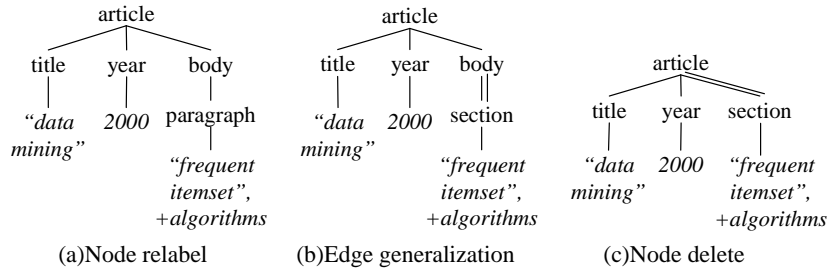 article
title year body
"data mining"
2000
paragraph
"frequent itemset", +algorithms
(a)Node relabel
article
title year body
"data mining"
2000
section
"frequent itemset", +algorithms
(b)Edge generalization
article
title year section
"data mining"
2000
"frequent itemset", +algorithms
(c)Node delete